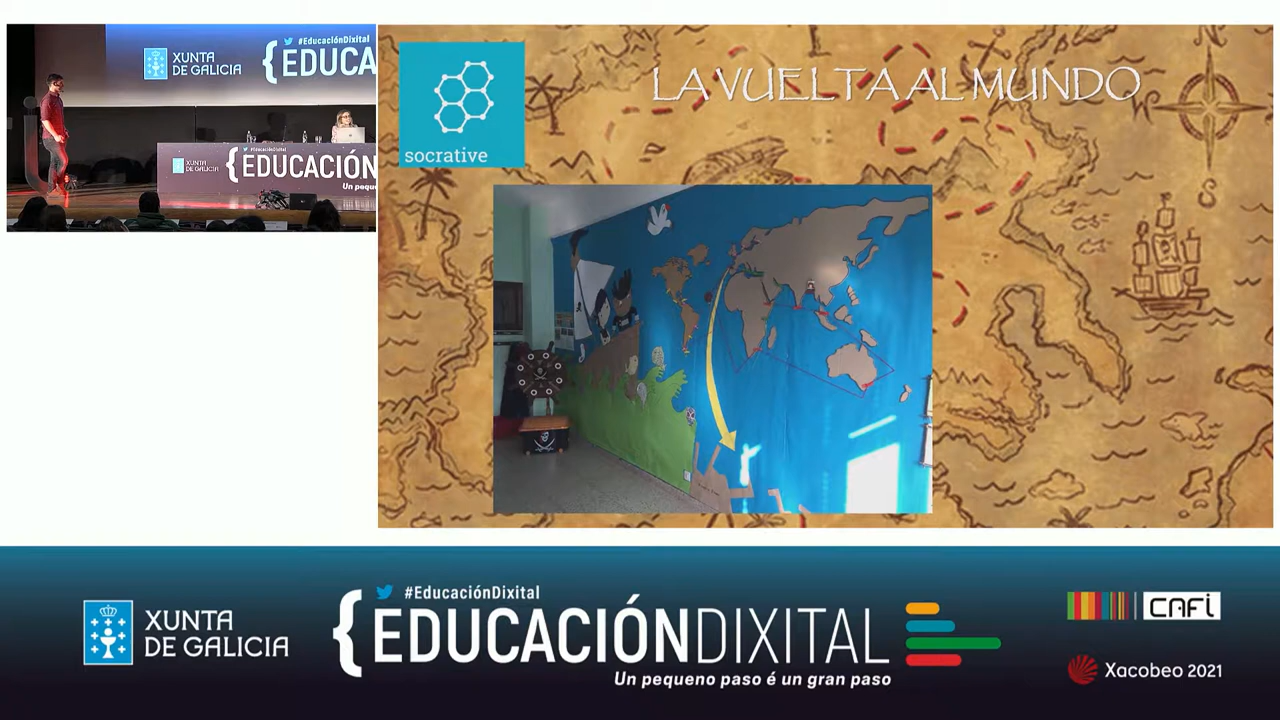 #EducaciónDixital
XUNTA
DE GALICIA
{EDUCA
#EducaciónDixital
XUNTA
DE GALICIA
{EDUCACIÓN
Un peque
socrative
LA VUELTA AL MUNDO
N
S
XUNTA
DE GALICIA
#EducaciónDixital
{EDUCACIÓNDIXITAL
Un pequeno paso é un gran paso
CAFi
Xacobeo 2021